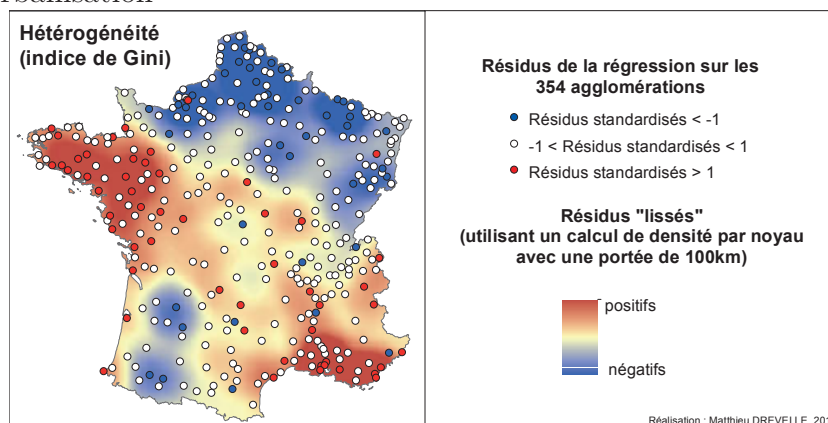 Hétérogénéité
(indice de Gini)
Résidus de la régression sur les
354 agglomérations
Résidus standardisés < -1
-1 < Résidus standardisés < 1
Résidus standardisés > 1
Résidus "lissés"
(utilisant un calcul de densité par noyau
avec une portée de 100km)
positifs
négatifs
Réalisation : Matthieu DREVELLE, 201